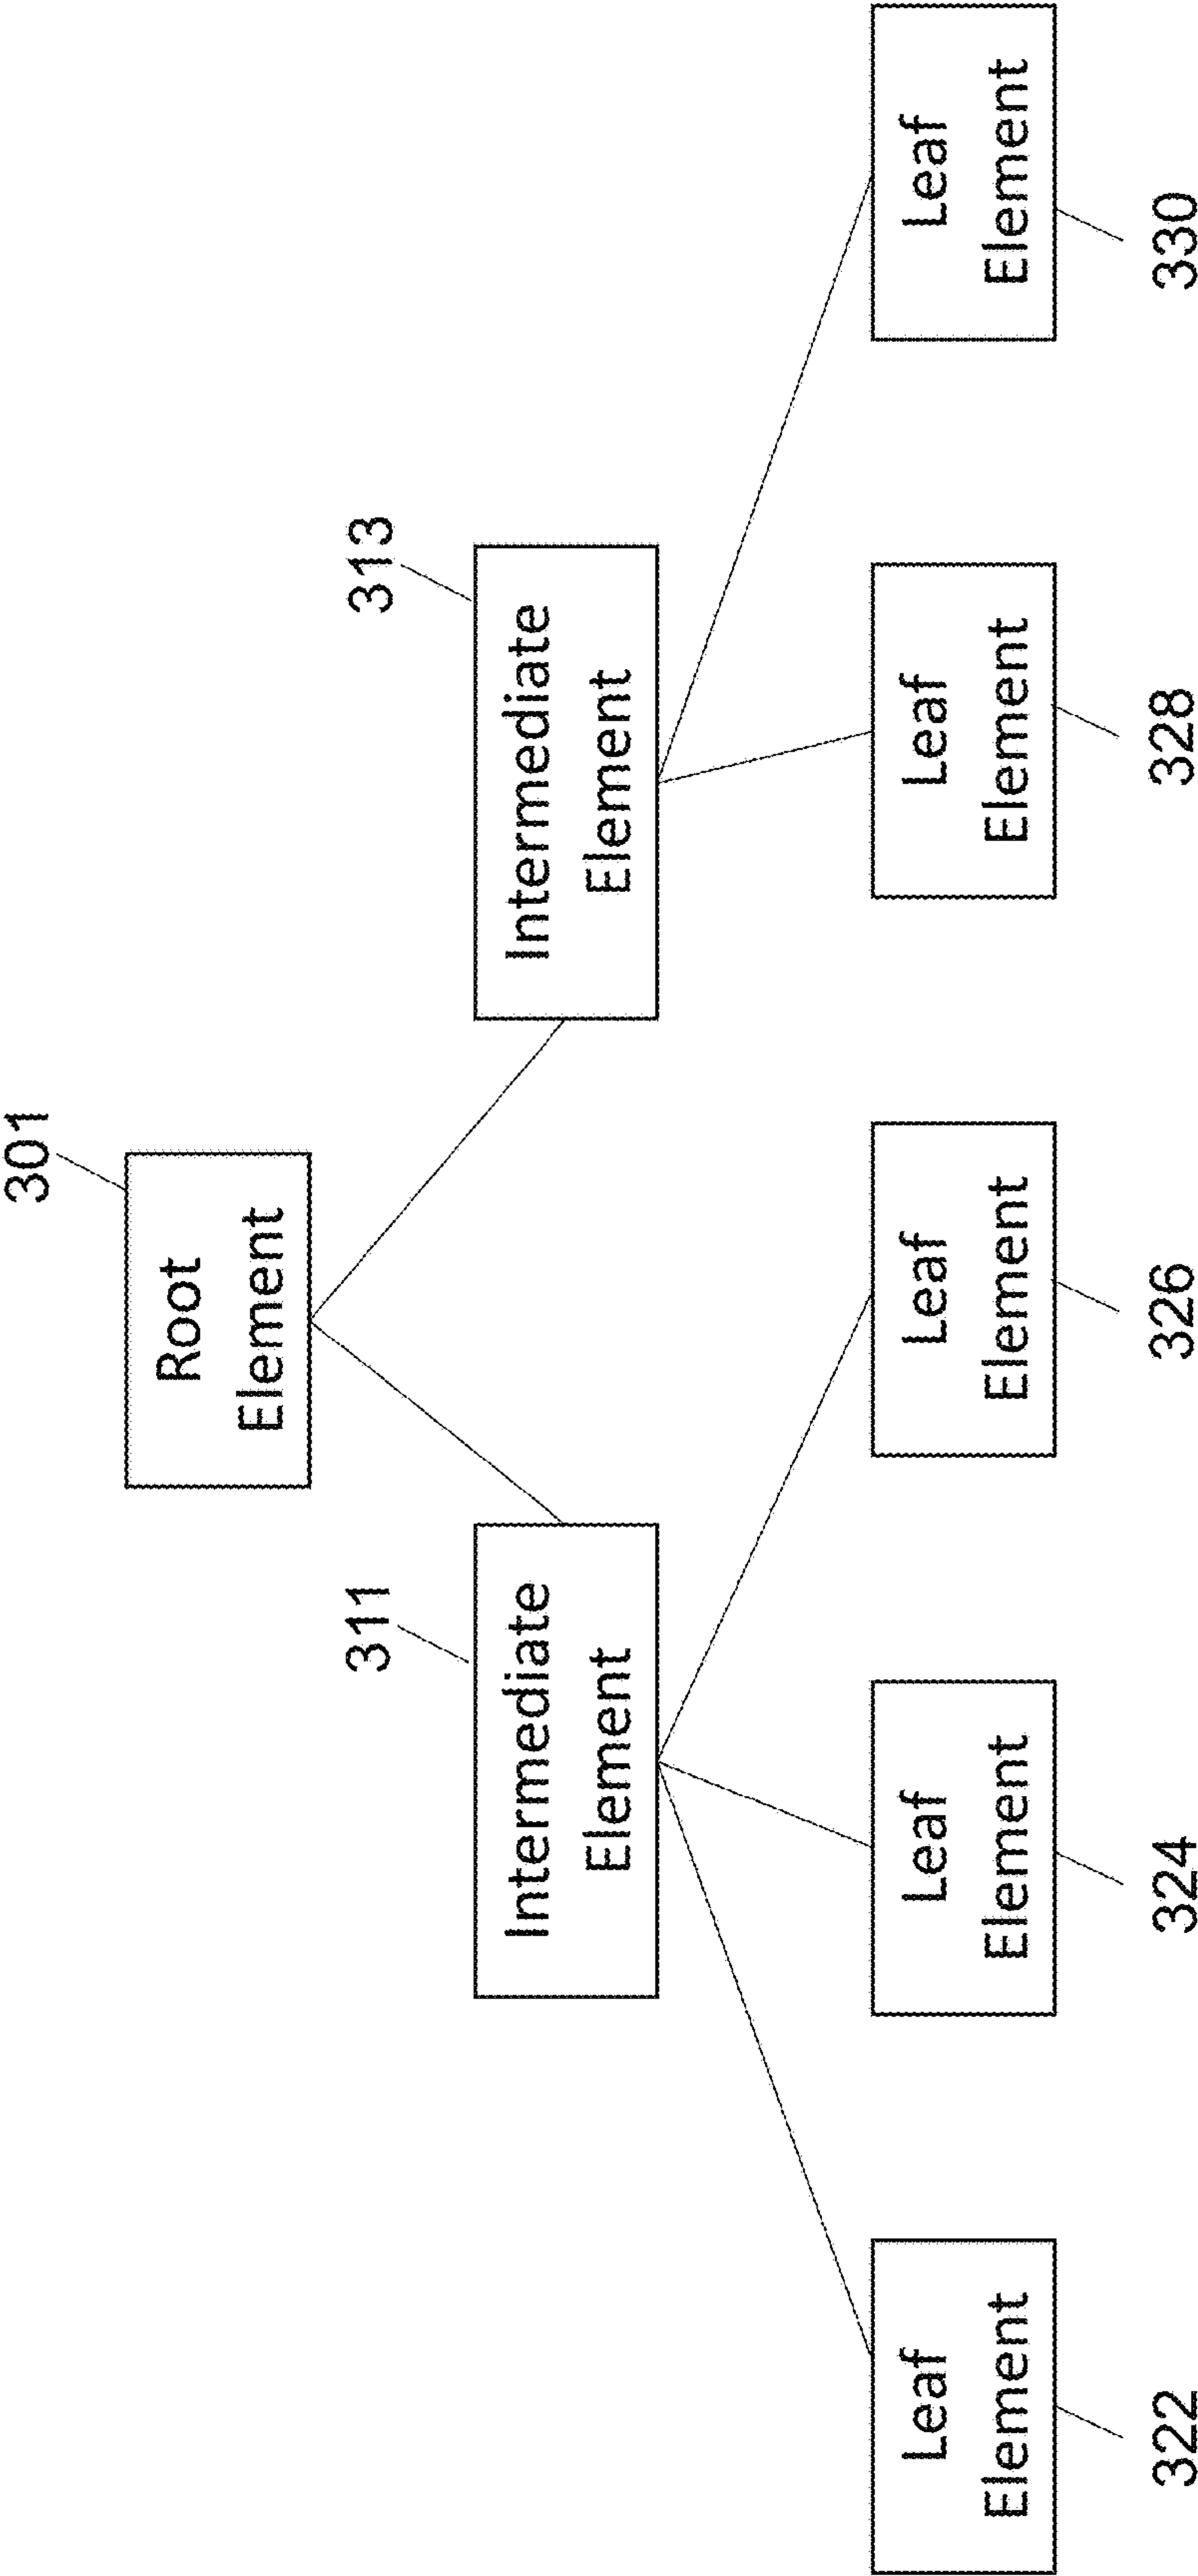 301
Root
Element
311
Intermediate
Element
313
Intermediate
Element
Leaf
Element
Leaf
Element
Leaf
Element
Leaf
Element
Leaf
Element
322
324
326
328
330